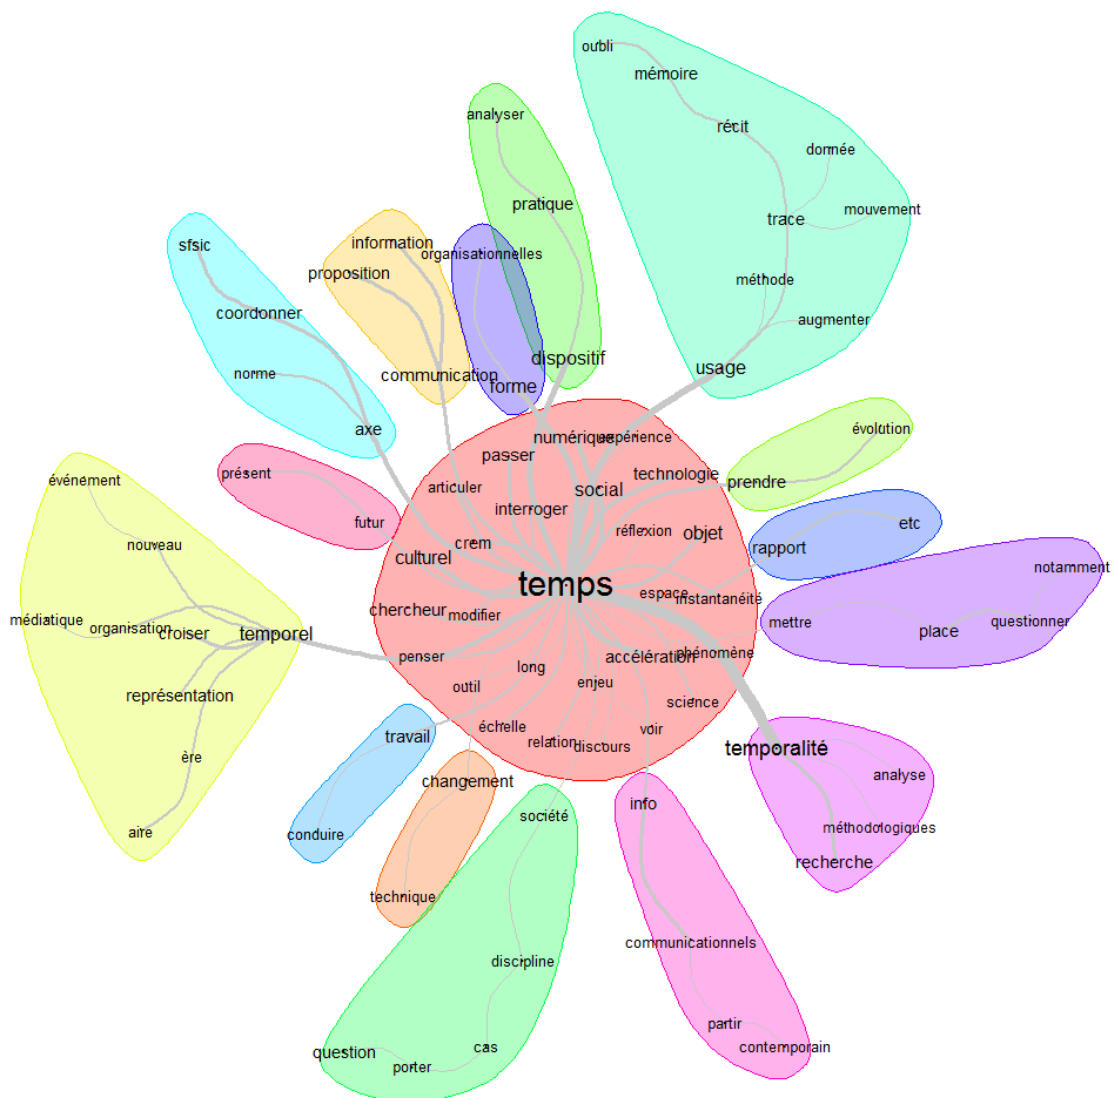 oubli
mémoire
analyser
récit
donnée
pratique
trace
mouvement
sfsic
information
organisationnelles
proposition
méthode
coordonner
augmenter
dispositif
usage
norme
communication
forme
évolution
axe
numérique
expérience
passer
technologie
présent
événement
articuler
social
prendre
interroger
futur
etc
nouveau
réflexion
objet
crem
culturel
rapport
temps
notamment
espace
instantanéité
chercheur
modifier
médiatique
organisation
croiser
temporel
mettre
place
questionner
penser
accélération
phénomène
long
outil
enjeu
représentation
science
échelle
voir
travail
relation
discours
temporalité
ère
changement
analyse
info
société
aire
conduire
méthodologiques
recherche
technique
communicationnels
discipline
partir
cas
contemporain
question
porter